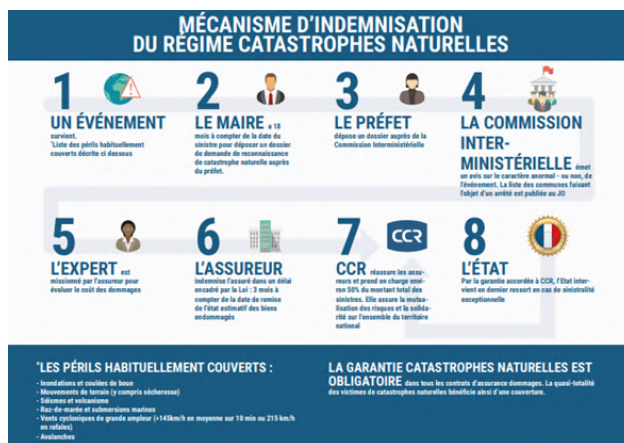 MÉCANISME D'INDEMNISATION
DU RÉGIME CATASTROPHES NATURELLES
1
UN ÉVÉNEMENT
survient.
*Liste des périls habituellement
couverts décrite ci dessous
2
LE MAIRE a 18
mois à compter de la date du
sinistre pour déposer un dossier
de demande de reconnaissance
de catastrophe naturelle auprès
du préfet.
3
LE PRÉFET
dépose un dossier auprès de la
Commission Interministérielle
4
LA COMMISSION
INTER-
MINISTÉRIELLE émet
un avis sur le caractère anormal - ou non, de
l'événement. La liste des communes faisant
l'objet d'un arrêté est publiée au JO
5
L'EXPERT est
missionné par l'assureur pour
évaluer le coût des dommages
6
L'ASSUREUR
indemnise l'assuré dans un délai
encadré par la Loi : 3 mois à
compter de la date de remise
de l'état estimatif des biens
endommagés
7
CCR
CCR réassure les assu-
reurs et prend en charge envi-
ron 50% du montant total des
sinistres. Elle assure la mutua-
lisation des risques et la solida-
rité sur l'ensemble du territoire
national
8
L'ÉTAT
Par la garantie accordée à CCR, l'Etat inter-
vient en dernier ressort en cas de sinistralité
exceptionnelle
*LES PÉRILS HABITUELLEMENT COUVERTS :
- Inondations et coulées de boue
- Mouvements de terrain (y compris sécheresse)
- Séismes et volcanisme
- Raz-de-marée et submersions marines
- Vents cycloniques de grande ampleur (>145km/h en moyenne sur 10 min ou 215 km/h
en rafales)
- Avalanches
LA GARANTIE CATASTROPHES NATURELLES EST
OBLIGATOIRE dans tous les contrats d'assurance dommages. La quasi-totalité
des victimes de catastrophes naturelles bénéficie ainsi d'une couverture.